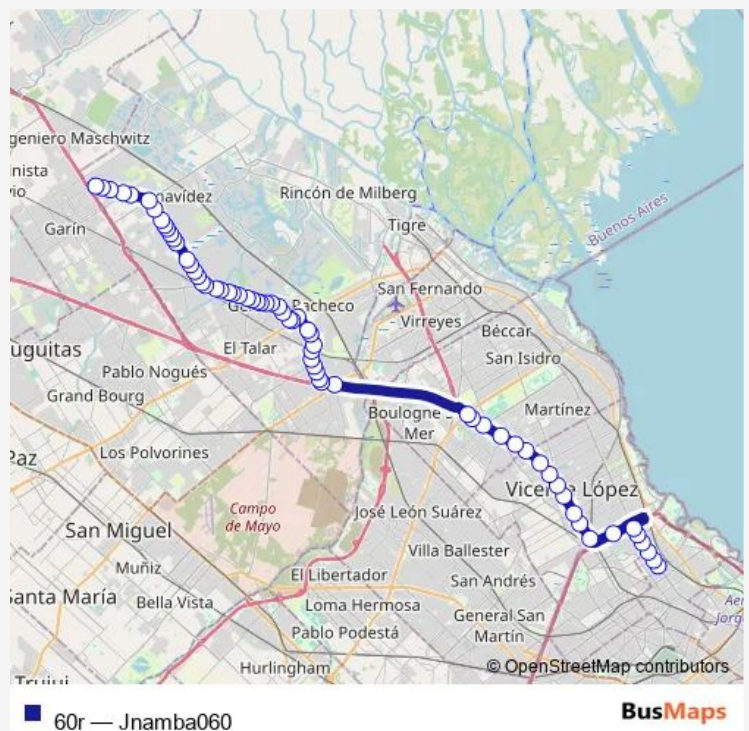 geniero Maschwitz
nista
vio
navídez
Rincón de Milberg
Garín
Tigre
Buenos Aires
San Fernando
Pacheco
Virreyes
Béccar
uguitas
El Talar
San Isidro
Pablo Nogués
Grand Bourg
Boulogne
Mer
Martínez
Paz
Los Polvorines
Vicente López
Campo
de Mayo
José León Suárez
San Miguel
Villa Ballester
Muñiz
El Libertador
San Andrés
Santa María
Bella Vista
Loma Hermosa
General San
Martín
Pablo Podestá
Hurlingham
© OpenStreetMap contributors
60r — Jnamba060
BusMaps